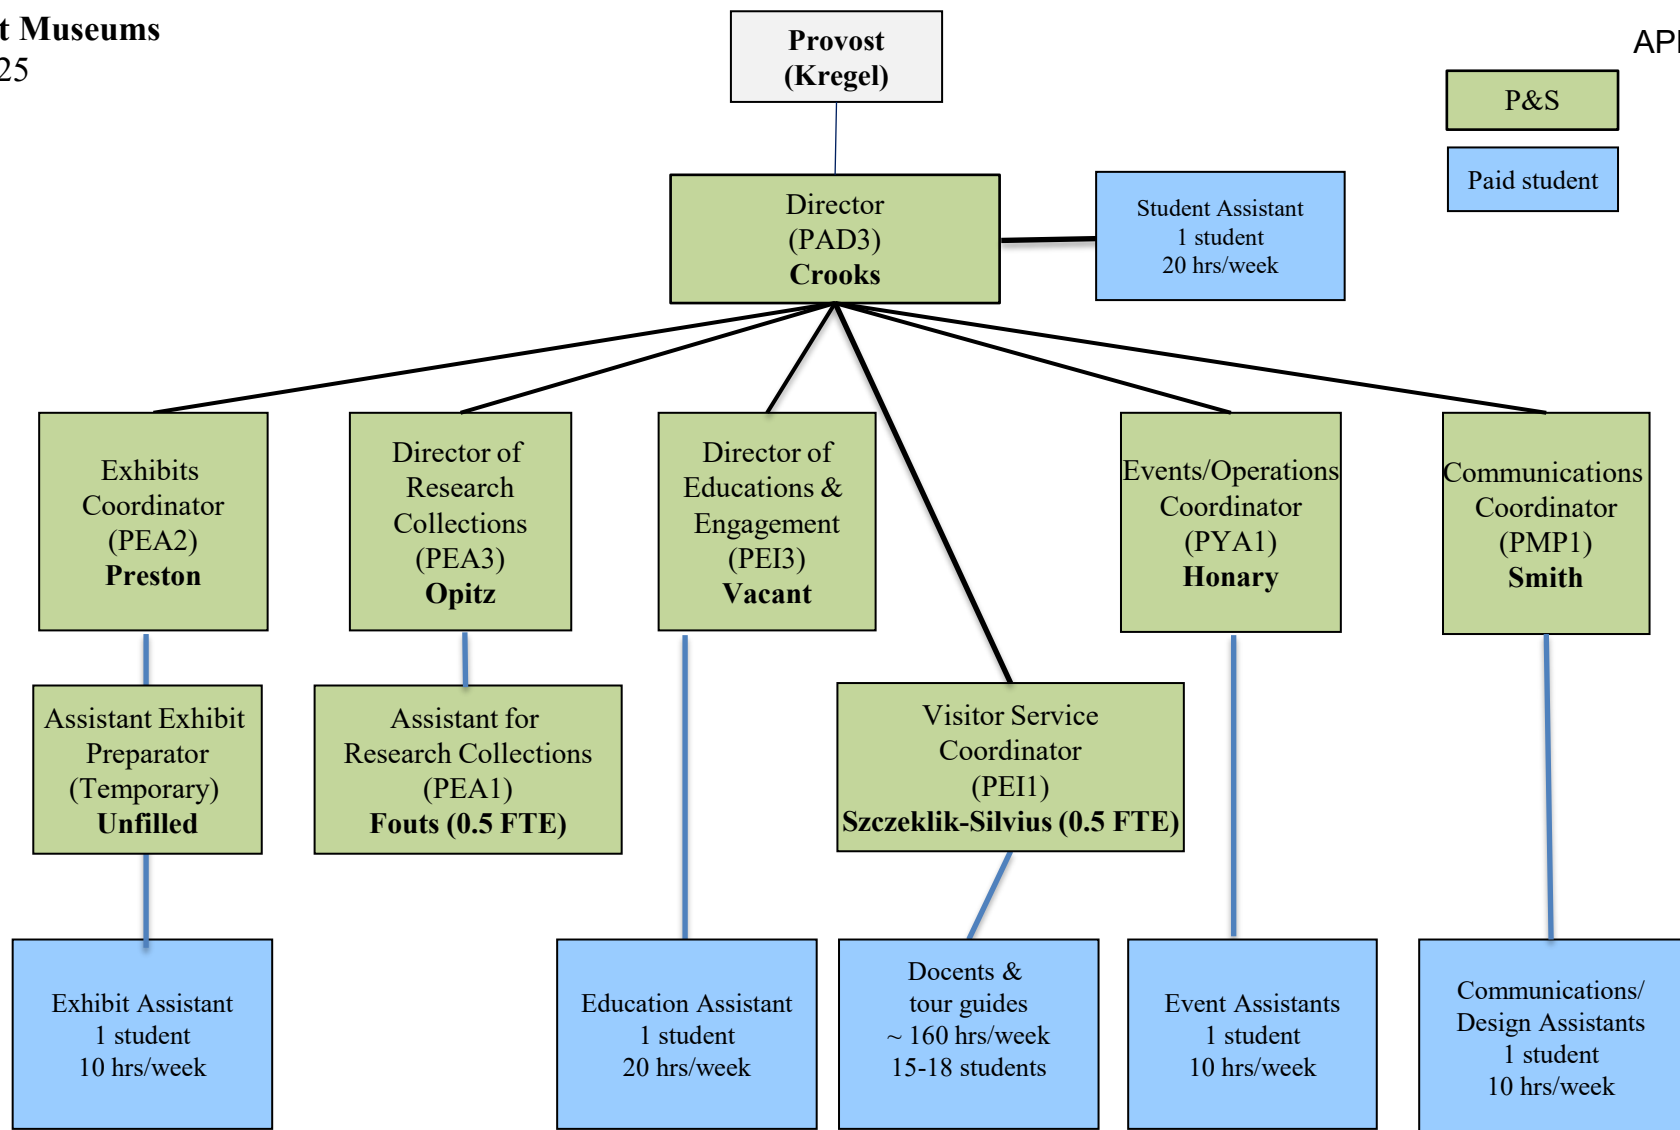 t Museums
25
Provost
(Kregel)
AP
P&S
Paid student
Director
(PAD3)
Crooks
Student Assistant
1 student
20 hrs/week
Exhibits
Coordinator
(PEA2)
Preston
Director of
Research
Collections
(PEA3)
Opitz
Director of
Educations &
Engagement
(PEI3)
Vacant
Events/Operations
Coordinator
(PYA1)
Honary
Communications
Coordinator
(PMP1)
Smith
Assistant Exhibit
Preparator
(Temporary)
Unfilled
Assistant for
Research Collections
(PEA1)
Fouts (0.5 FTE)
Visitor Service
Coordinator
(PEI1)
Szczeklik-Silvius (0.5 FTE)
Exhibit Assistant
1 student
10 hrs/week
Education Assistant
1 student
20 hrs/week
Docents &
tour guides
~ 160 hrs/week
15-18 students
Event Assistants
1 student
10 hrs/week
Communications/
Design Assistants
1 student
10 hrs/week